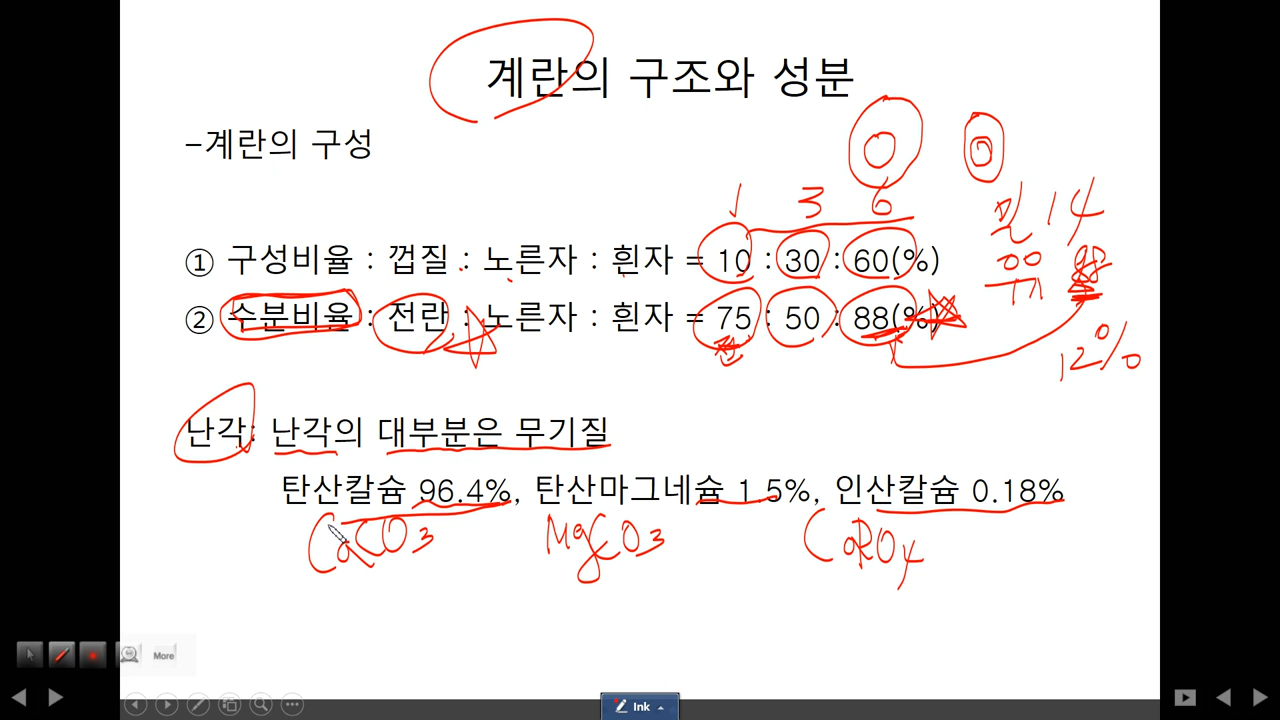 계란의 구조와 성분
-계란의 구성
1 3 6
① 구성비율 : 껍질 : 노른자 : 흰자 = 10 : 30 : 60(%)
② 수분비율 : 전란 : 노른자 : 흰자 = 75 : 50 : 88(%)
14
88
전
12%
난각: 난각의 대부분은 무기질
탄산칼슘 96.4%, 탄산마그네슘 1.5%, 인산칼슘 0.18%
CaCO3 MgCO3 CaPO4
More
Ink